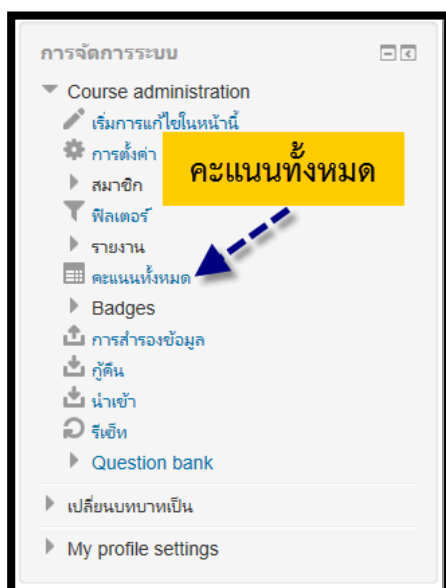 การจัดการระบบ
Course administration
เริ่มการแก้ไขในหน้านี้
การตั้งค่า
คะแนนทั้งหมด
สมาชิก
ฟิลเตอร์
รายงาน
คะแนนทั้งหมด
Badges
การสำรองข้อมูล
กู้คืน
นำเข้า
รีเซ็ท
Question bank
เปลี่ยนบทบาทเป็น
My profile settings